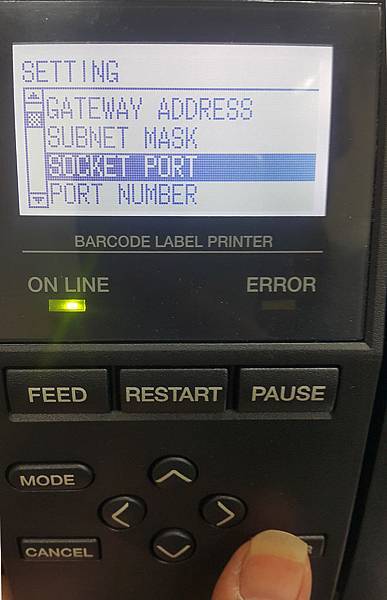 SETTING
GATEWAY ADDRESS
SUBNET MASK
SOCKET PORT
PORT NUMBER
BARCODE LABEL PRINTER
ON LINE ERROR
FEED RESTART PAUSE
MODE
CANCEL